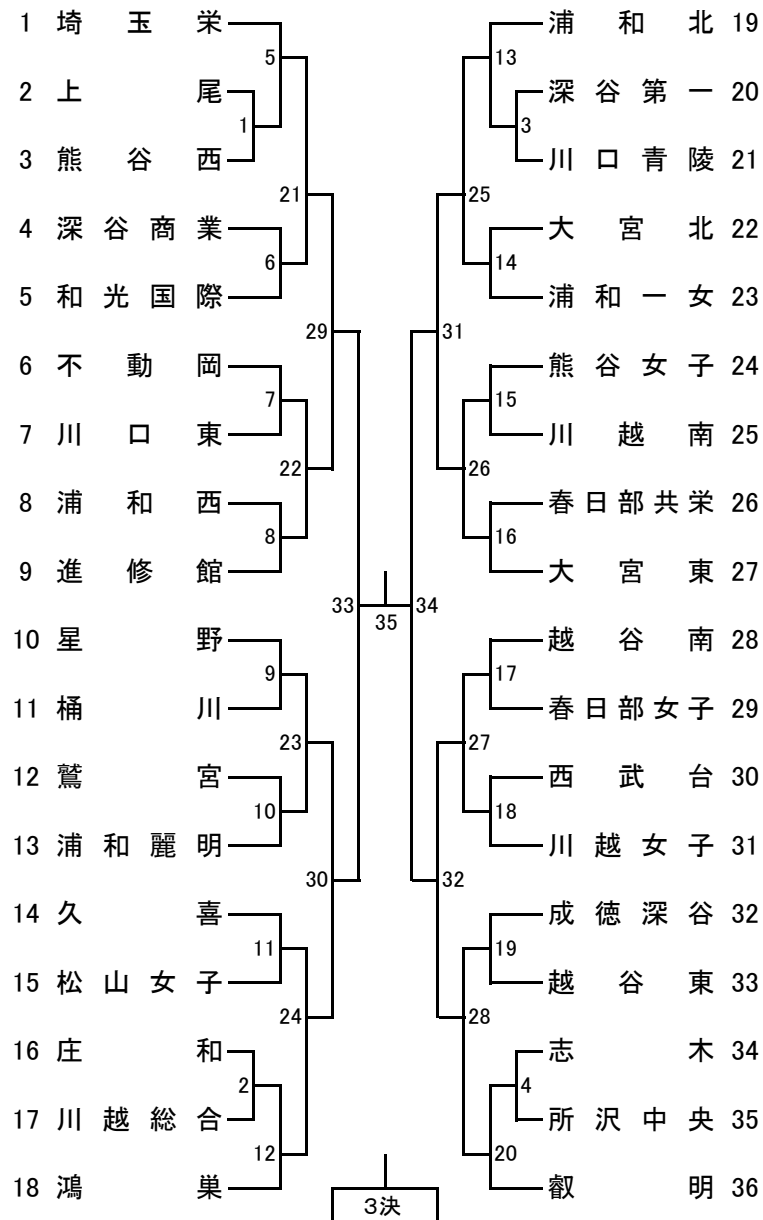 1 埼玉栄
2 上尾
3 熊谷西
4 深谷商業
5 和光国際
6 不動岡
7 川口東
8 浦和西
9 進修館
10 星野
11 桶川
12 鷲宮
13 浦和麗明
14 久喜
15 松山女子
16 庄和
17 川越総合
18 鴻巣
5
1
21
6
29
7
22
8
33
9
23
10
30
11
24
2
12
35
3決
34
13
3
25
14
31
15
26
16
17
27
18
32
19
28
4
20
浦和北 19
深谷第一 20
川口青陵 21
大宮北 22
浦和一女 23
熊谷女子 24
川越南 25
春日部共栄 26
大宮東 27
越谷南 28
春日部女子 29
西武台 30
川越女子 31
成徳深谷 32
越谷東 33
志木 34
所沢中央 35
叡明 36